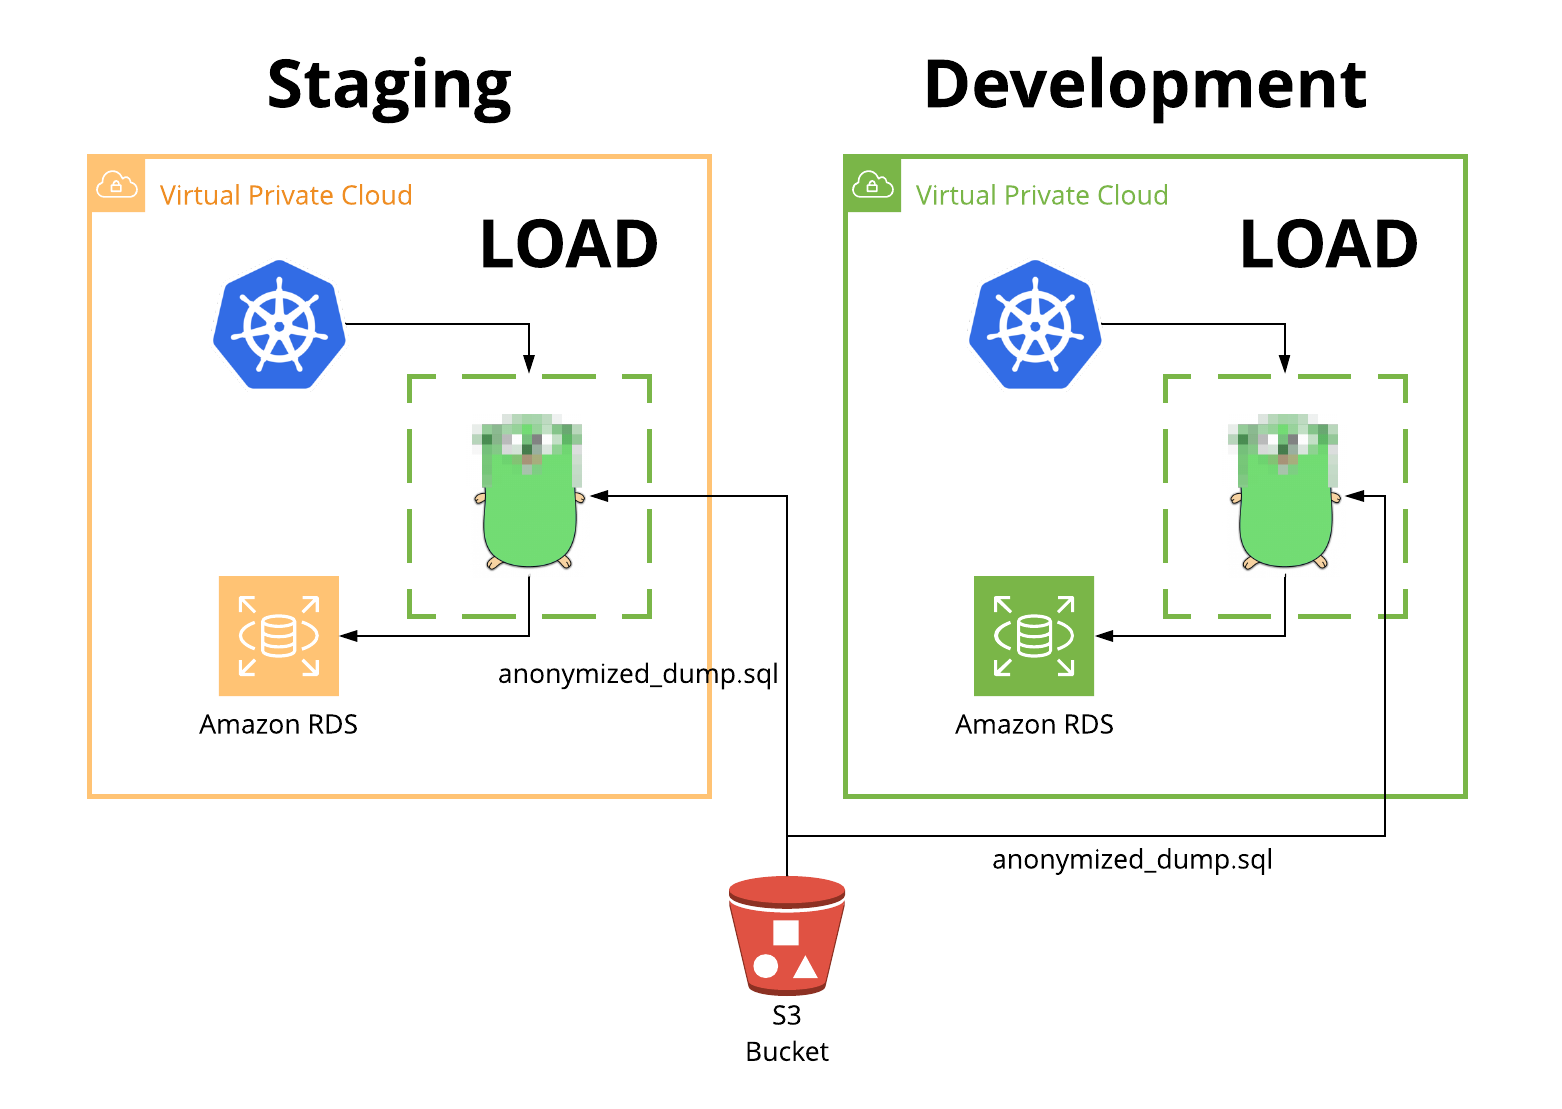 Staging
Development
Virtual Private Cloud
LOAD
Virtual Private Cloud
LOAD
anonymized_dump.sql
Amazon RDS
Amazon RDS
anonymized_dump.sql
S3
Bucket